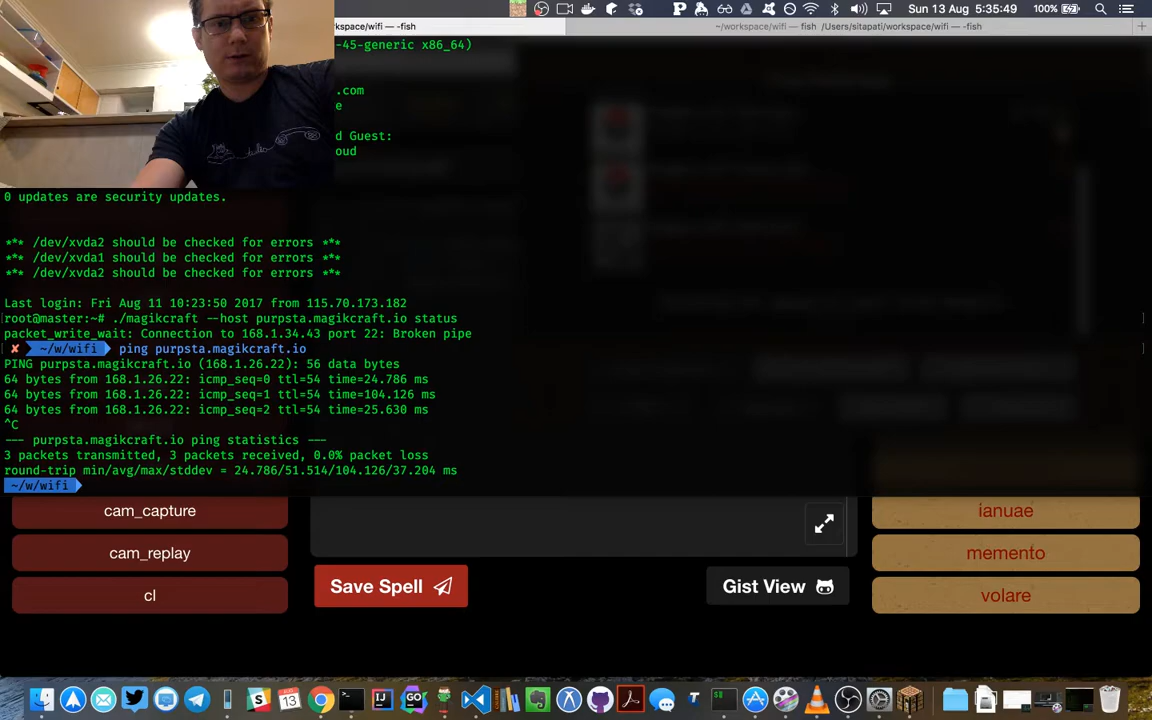 Sun 13 Aug 5:35:49 100%
kspace/wifi — -fish
~/workspace/wifi — fish /Users/sitapati/workspace/wifi — -fish
-45-generic x86_64)
.com
e
d Guest:
oud
0 updates are security updates.
*** /dev/xvda2 should be checked for errors ***
*** /dev/xvda1 should be checked for errors ***
*** /dev/xvda2 should be checked for errors ***
Last login: Fri Aug 11 10:23:50 2017 from 115.70.173.182
root@master:~# ./magikcraft --host purpsta.magikcraft.io status
packet_write_wait: Connection to 168.1.34.43 port 22: Broken pipe
✘ ~/w/wifi ping purpsta.magikcraft.io
PING purpsta.magikcraft.io (168.1.26.22): 56 data bytes
64 bytes from 168.1.26.22: icmp_seq=0 ttl=54 time=24.786 ms
64 bytes from 168.1.26.22: icmp_seq=1 ttl=54 time=104.126 ms
64 bytes from 168.1.26.22: icmp_seq=2 ttl=54 time=25.630 ms
^C
--- purpsta.magikcraft.io ping statistics ---
3 packets transmitted, 3 packets received, 0.0% packet loss
round-trip min/avg/max/stddev = 24.786/51.514/104.126/37.204 ms
~/w/wifi
cam_capture
cam_replay
cl
Save Spell
Gist View
ianuae
memento
volare